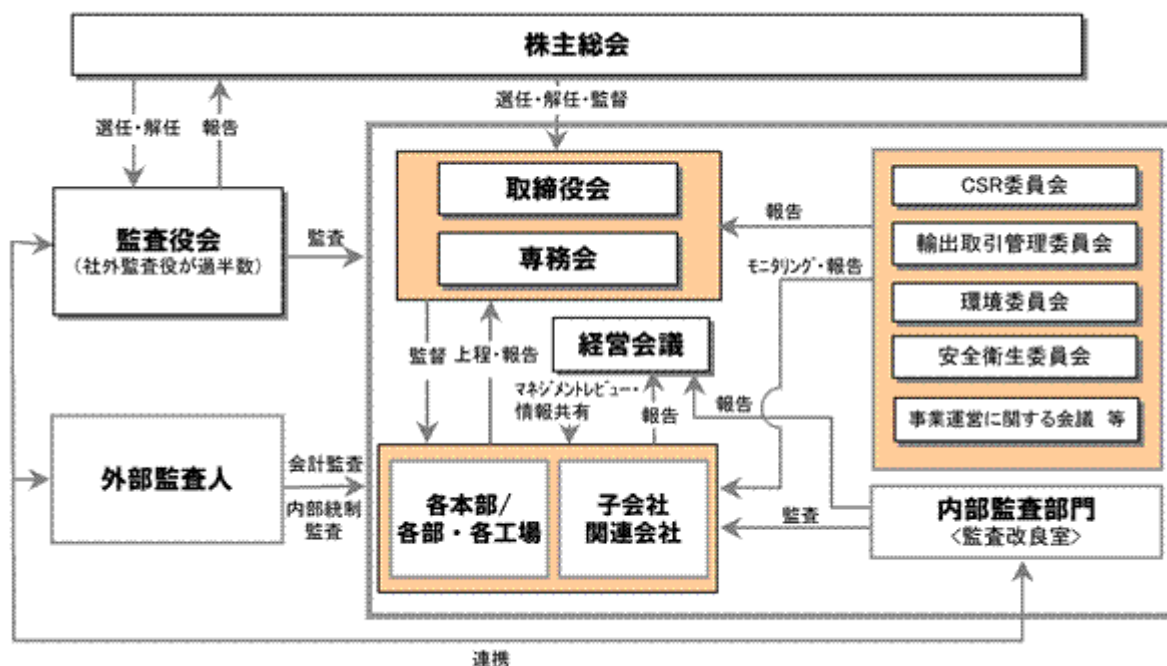 株主総会
選任・解任
報告
選任・解任・監督
監査役会
(社外監査役が過半数)
監査
取締役会
専務会
報告
モニタリング・報告
CSR委員会
輸出取引管理委員会
環境委員会
安全衛生委員会
事業運営に関する会議 等
監督
上程・報告
経営会議
マネジメントレビュー・
情報共有
報告
報告
外部監査人
会計監査
内部統制
監査
各本部/
各部・各工場
子会社
関連会社
監査
内部監査部門
<監査改良室>
連携